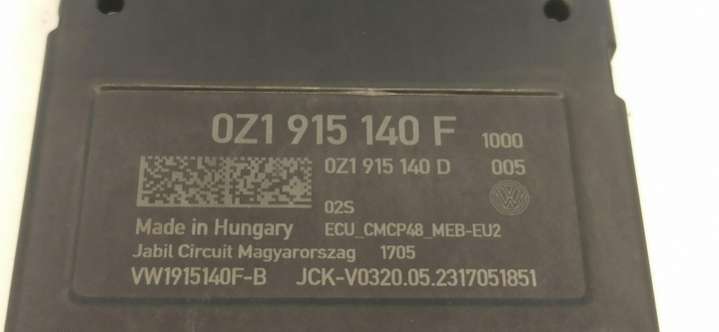 0Z1 915 140 F 1000
0Z1 915 140 D 005
02S
Made in Hungary ECU_CMCP48_MEB-EU2
Jabil Circuit Magyarorszag 1705
VW1915140F-B JCK-V0320.05.2317051851